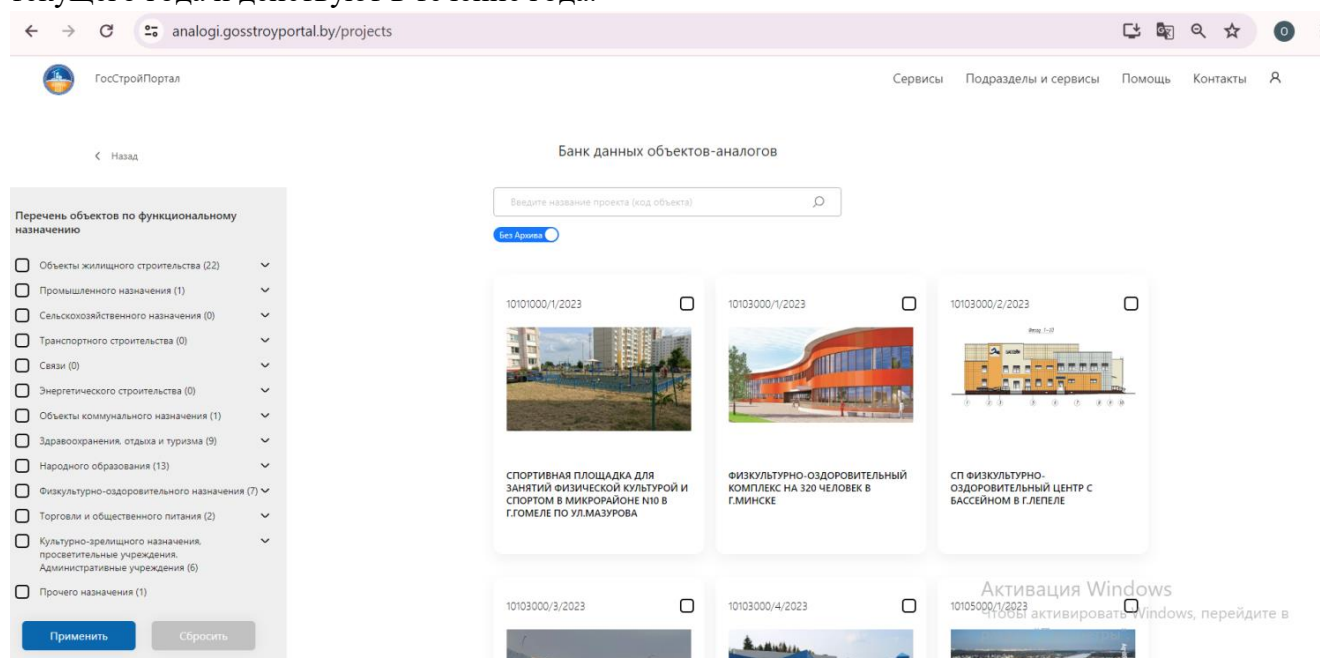 analogi.gosstroyportal.by/projects
О
ГосСтройПортал
Сервисы Подразделы и сервисы Помощь Контакты
Назад
Банк данных объектов-аналогов
Введите название проекта (код объекта)
Без Архива
Перечень объектов по функциональному
назначению
Объекты жилищного строительства (22)
Промышленного назначения (1)
Сельскохозяйственного назначения (0)
Транспортного строительства (0)
Связи (0)
Энергетического строительства (0)
Объекты коммунального назначения (1)
Здравоохранения, отдыха и туризма (9)
Народного образования (13)
Физкультурно-оздоровительного назначения (7)
Торговли и общественного питания (2)
Культурно-зрелищного назначения,
просветительные учреждения.
Административные учреждения (6)
Прочего назначения (1)
Применить Сбросить
10101000/1/2023
СПОРТИВНАЯ ПЛОЩАДКА ДЛЯ
ЗАНЯТИЙ ФИЗИЧЕСКОЙ КУЛЬТУРОЙ И
СПОРТОМ В МИКРОРАЙОНЕ N10 В
Г.ГОМЕЛЕ ПО УЛ.МАЗУРОВА
10103000/1/2023
ФИЗКУЛЬТУРНО-ОЗДОРОВИТЕЛЬНЫЙ
КОМПЛЕКС НА 320 ЧЕЛОВЕК В
Г.МИНСКЕ
10103000/2/2023
Фасад 1-10
СП ФИЗКУЛЬТУРНО-
ОЗДОРОВИТЕЛЬНЫЙ ЦЕНТР С
БАССЕЙНОМ В Г.ЛЕПЕЛЕ
10103000/3/2023
10103000/4/2023
10105000/1/2023
Активация Windows
Чтобы активировать Windows, перейдите в